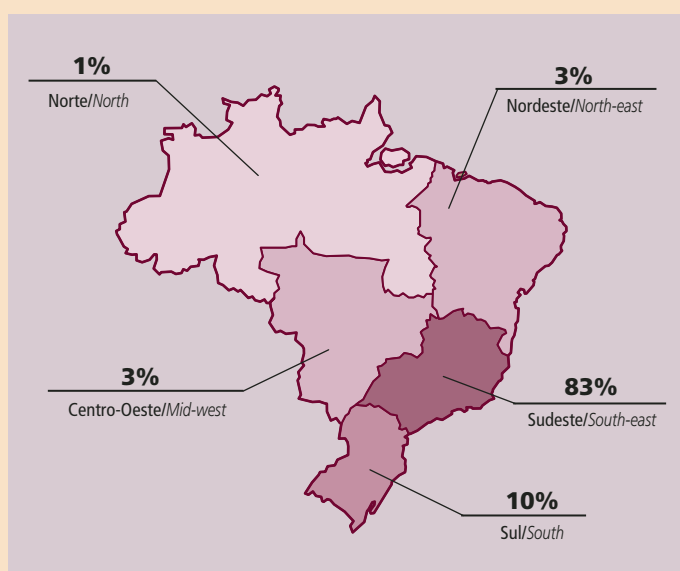 1%
Norte/North
3%
Nordeste/North-east
3%
Centro-Oeste/Mid-west
83%
Sudeste/South-east
10%
Sul/South